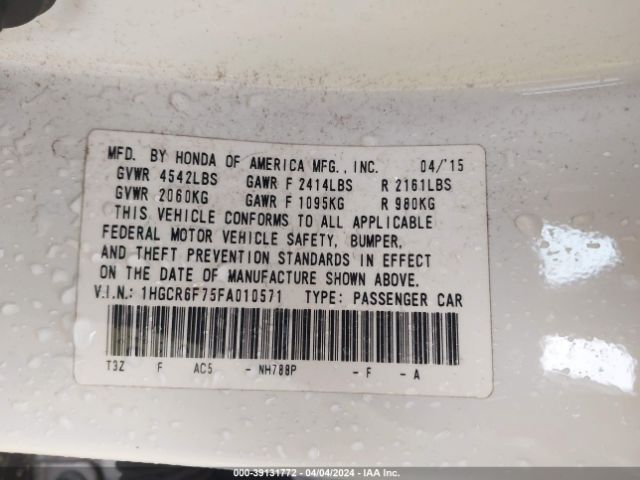 MFD. BY HONDA OF AMERICA MFG., INC. 04/'15
GVWR 4542LBS GAWR F 2414LBS R 2161LBS
GVWR 2060KG GAWR F 1095KG R 980KG
THIS VEHICLE CONFORMS TO ALL APPLICABLE
FEDERAL MOTOR VEHICLE SAFETY, BUMPER,
AND THEFT PREVENTION STANDARDS IN EFFECT
ON THE DATE OF MANUFACTURE SHOWN ABOVE.
V.I.N.: 1HGCR6F75FA010571 TYPE: PASSENGER CAR
T3Z F AC5 - NH788P - F - A
000-39131772 - 04/04/2024 - IAA Inc.